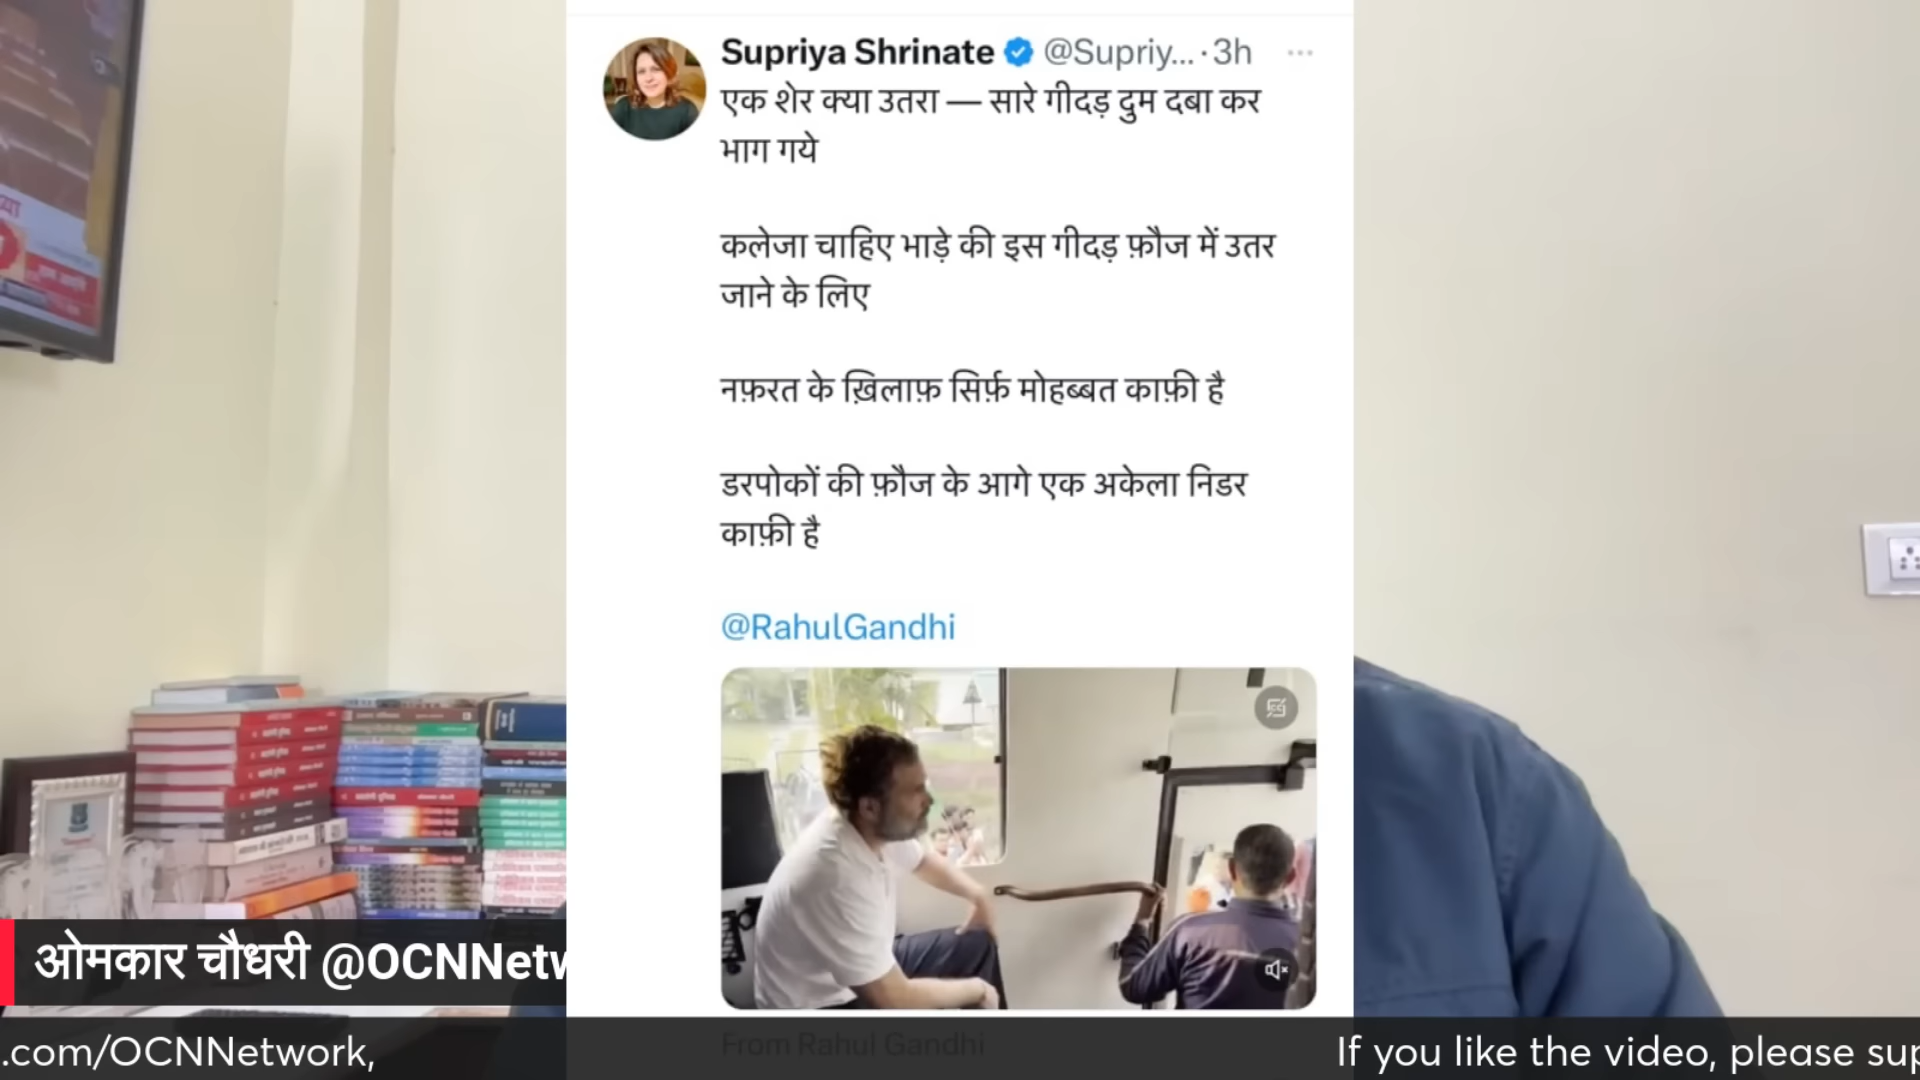 Supriya Shrinate @Supriy... · 3h
एक शेर क्या उतरा — सारे गीदड़ दुम दबा कर
भाग गये
कलेजा चाहिए भाड़े की इस गीदड़ फ़ौज में उतर
जाने के लिए
नफ़रत के ख़िलाफ़ सिर्फ़ मोहब्बत काफ़ी है
डरपोकों की फ़ौज के आगे एक अकेला निडर
काफ़ी है
@RahulGandhi
From Rahul Gandhi
ओमकार चौधरी @OCNNetw
.com/OCNNetwork,
If you like the video, please sup